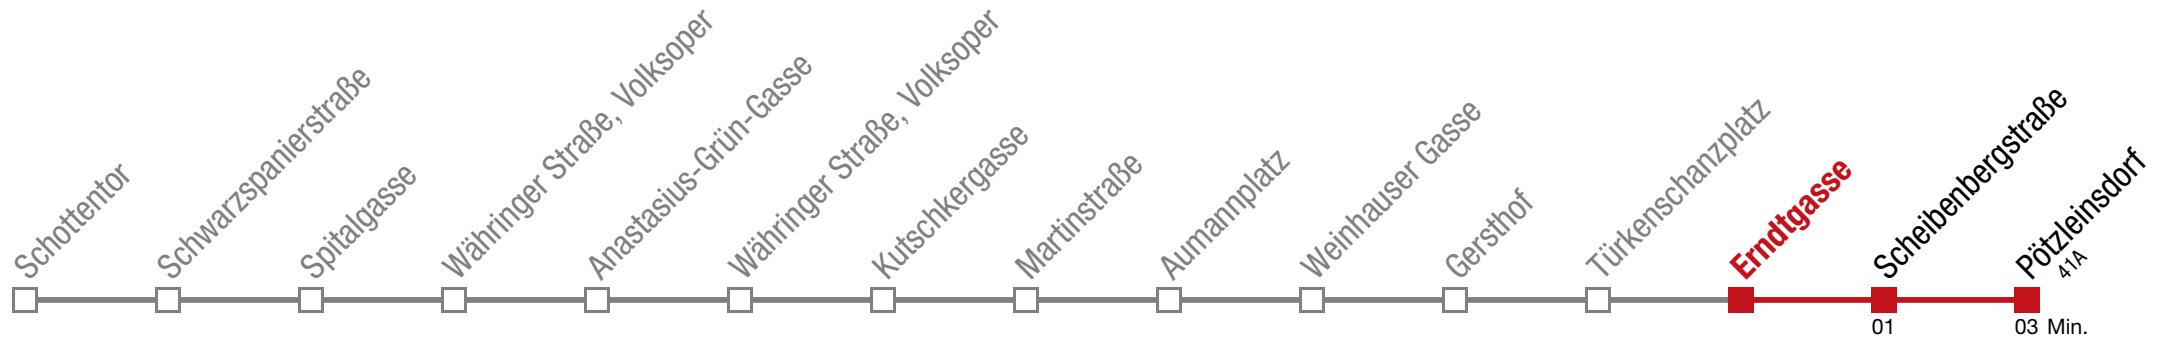 Schottentor
Schwarzspanierstraße
Spitalgasse
Währinger Straße, Volksoper
Anastasius-Grün-Gasse
Währinger Straße, Volksoper
Kutschkergasse
Martinstraße
Aumannplatz
Weinhauser Gasse
Gersthof
Türkenschanzplatz
Erndtgasse
Scheibenbergstraße
Pötzleinsdorf
41A
01
03 Min.